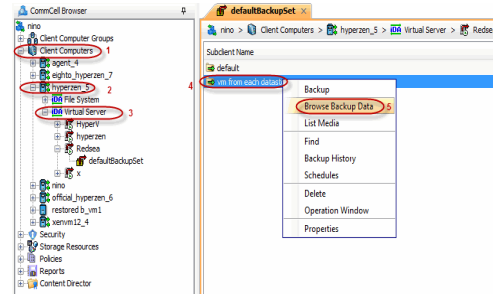 CommCell Browser
nino
Client Computer Groups
Client Computers 1
agent_4
eighto_hyperzen_7
hyperzen_5 2
File System
Virtual Server 3
HyperV
hyperzen
Redsea
defaultBackupSet
x
nino
official_hyperzen_6
restored b_vm1
xenvm12_4
Security
Storage Resources
Policies
Reports
Content Director
defaultBackupSet ×
nino > Client Computers > hyperzen_5 > iDA Virtual Server > Redsea
Subclient Name
default
4 vm from each datast
Backup
Browse Backup Data 5
List Media
Find
Backup History
Schedules
Delete
Operation Window
Properties